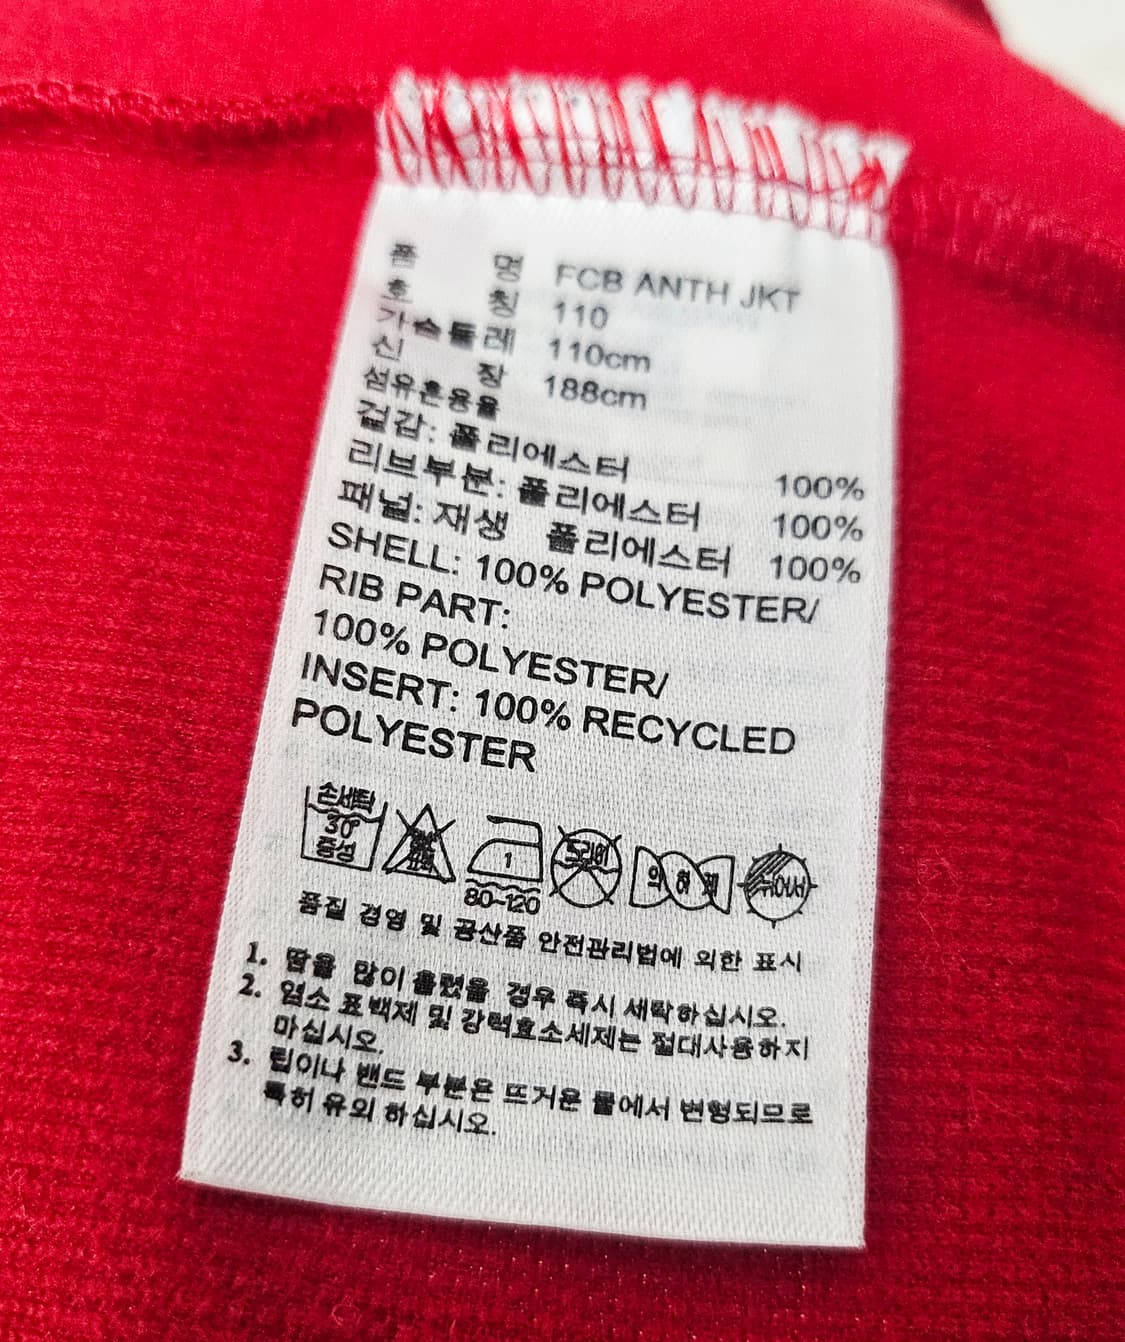 품 명 FCB ANTH JKT
호 칭 110
가슴둘레 110cm
신 장 188cm
섬유혼용율
겉감: 폴리에스터 100%
리브부분: 폴리에스터 100%
패널: 재생 폴리에스터 100%
SHELL: 100% POLYESTER/
RIB PART:
100% POLYESTER/
INSERT: 100% RECYCLED
POLYESTER
손세탁
30°
중성
1
80~120
드라이
약하게
뉘어서
품질 경영 및 공산품 안전관리법에 의한 표시
1. 땀을 많이 흘렸을 경우 즉시 세탁하십시오.
2. 염소 표백제 및 강력효소세제는 절대사용하지
마십시오.
3. 립이나 밴드 부분은 뜨거운 물에서 변형되므로
특히 유의 하십시오.